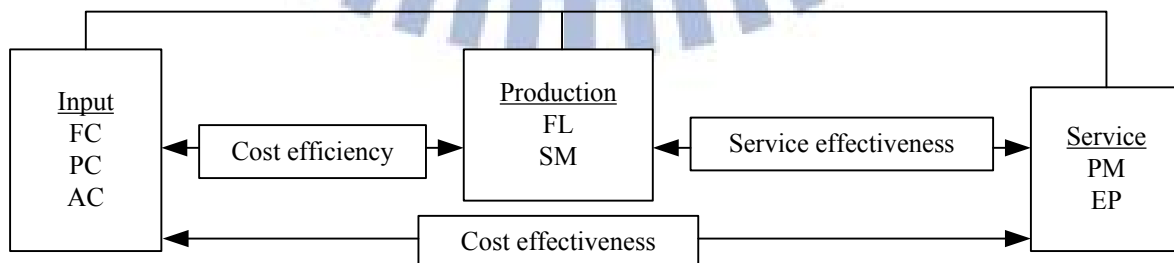 Input
FC
PC
AC
Cost efficiency
Production
FL
SM
Service effectiveness
Service
PM
EP
Cost effectiveness